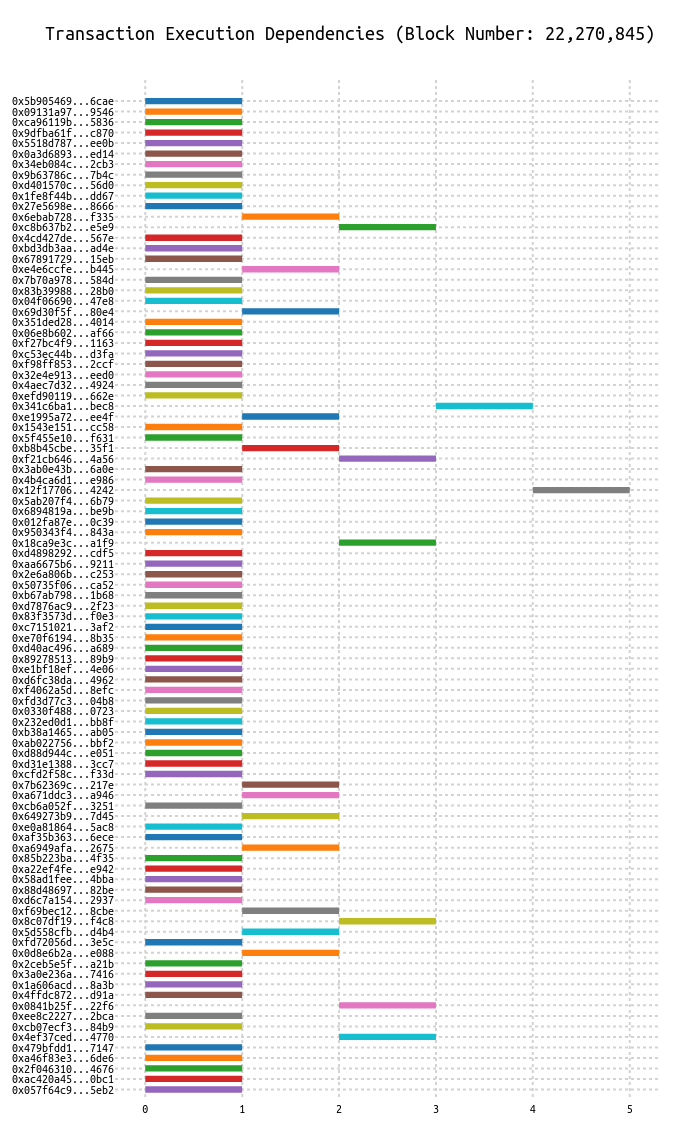 Transaction Execution Dependencies (Block Number: 22,270,845)
0x5b905469...6cae
0x09131a97...9546
0xca96119b...5836
0x9dfba61f...c870
0x5518d787...ee0b
0x0a3d6893...ed14
0x34eb084c...2cb3
0x9b63786c...7b4c
0xd401570c...56d0
0x1fe8f44b...dd67
0x27e5698e...8666
0x6ebab728...f335
0xc8b637b2...e5e9
0x4cd427de...567e
0xbd3db3aa...ad4e
0x67891729...15eb
0xe4e6ccfe...b445
0x7b70a978...584d
0x83b39988...28b0
0x04f06690...47e8
0x69d30f5f...80e4
0x351ded28...4014
0x06e8b602...af66
0xf27bc4f9...1163
0xc53ec44b...d3fa
0xf98ff853...2ccf
0x32e4e913...eed0
0x4aec7d32...4924
0xefd90119...662e
0x341c6ba1...bec8
0xe1995a72...ee4f
0x1543e151...cc58
0x5f455e10...f631
0xb8b45cbe...35f1
0xf21cb646...4a56
0x3ab0e43b...6a0e
0x4b4ca6d1...e986
0x12f17706...4242
0x5ab207f4...6b79
0x6894819a...be9b
0x012fa87e...0c39
0x950343f4...843a
0x18ca9e3c...a1f9
0xd4898292...cdf5
0xaa6675b6...9211
0x2e6a806b...c253
0x50735f06...ca52
0xb67ab798...1b68
0xd7876ac9...2f23
0x83f3573d...f0e3
0xc7151021...3af2
0xe70f6194...8b35
0xd40ac496...a689
0x89278513...89b9
0xe1bf18ef...4e06
0xd6fc38da...4962
0xf4062a5d...8efc
0xfd3d77c3...04b8
0x0330f488...0723
0x232ed0d1...bb8f
0xb38a1465...ab05
0xab022756...bbf2
0xd88d944c...e051
0xd31e1388...3cc7
0xcfd2f58c...f33d
0x7b62369c...217e
0xa671ddc3...a946
0xcb6a052f...3251
0x649273b9...7d45
0xe0a81864...5ac8
0xaf35b363...6ece
0xa6949afa...2675
0x85b223ba...4f35
0xa22ef4fe...e942
0x58ad1fee...4bba
0x88d48697...82be
0xd6c7a154...2937
0xf69bec12...8cbe
0x8c07df19...f4c8
0x5d558cfb...d4b4
0xfd72056d...3e5c
0x0d8e6b2a...e088
0x2ceb5e5f...a21b
0x3a0e236a...7416
0x1a606acd...8a3b
0x4ffdc872...d91a
0x0841b25f...22f6
0xee8c2227...2bca
0xcb07ecf3...84b9
0x4ef37ced...4770
0x479bfdd1...7147
0xa46f83e3...6de6
0x2f046310...4676
0xac420a45...0bc1
0x057f64c9...5eb2
0 1 2 3 4 5